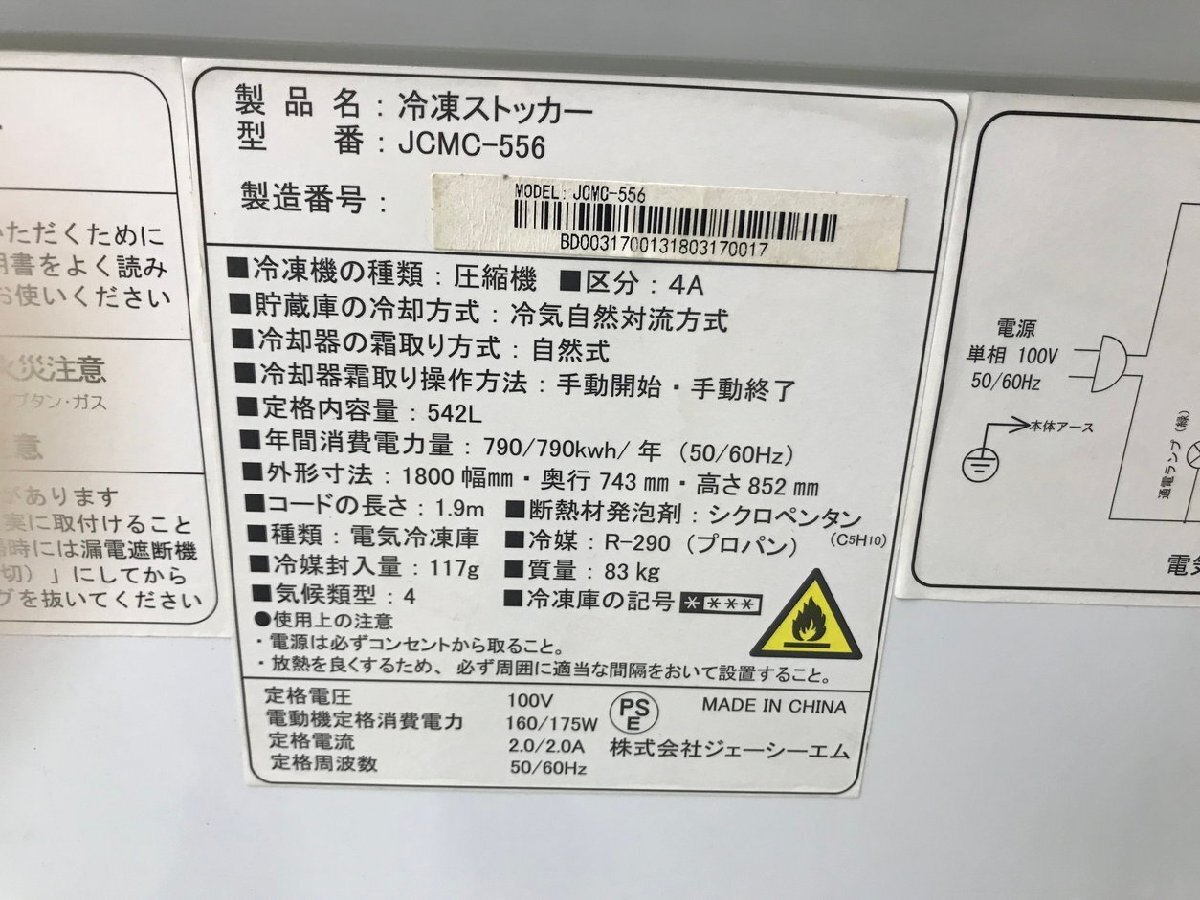 製品名：冷凍ストッカー
型　番：JCMC-556
製造番号：
MODEL: JCMC-556
BD0031700131803170017
■冷凍機の種類：圧縮機 ■区分：4A
■貯蔵庫の冷却方式：冷気自然対流方式
■冷却器の霜取り方式：自然式
■冷却器霜取り操作方法：手動開始・手動終了
■定格内容量：542L
■年間消費電力量：790/790kwh/年（50/60Hz）
■外形寸法：1800幅mm・奥行743mm・高さ852mm
■コードの長さ：1.9m ■断熱材発泡剤：シクロペンタン
(C5H10)
■種類：電気冷凍庫 ■冷媒：R-290（プロパン）
■冷媒封入量：117g ■質量：83kg
■気候類型：4 ■冷凍庫の記号 ****
●使用上の注意
・電源は必ずコンセントから取ること。
・放熱を良くするため、必ず周囲に適当な間隔をおいて設置すること。
定格電圧 100V
電動機定格消費電力 160/175W
定格電流 2.0/2.0A
定格周波数 50/60Hz
PSE
MADE IN CHINA
株式会社ジェーシーエム
ただくために
書をよく読み
お使いください
火災注意
ブタン・ガス
意
があります
実に取付けること
時には漏電遮断機
切）」にしてから
グを抜いてください
電源
単相 100V
50/60Hz
本体アース
通電ランプ（緑）
電気